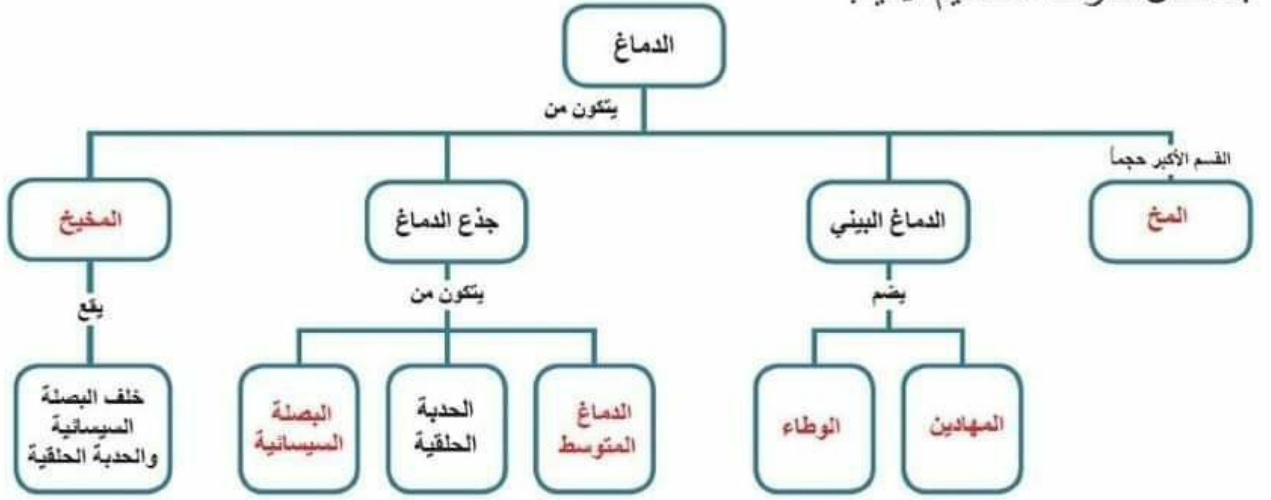 الدماغ
يتكون من
القسم الأكبر حجماً
المخ
الدماغ البيني
جذع الدماغ
المخيخ
يضم
يتكون من
يقع
المهادين
الوطاء
الدماغ
المتوسط
الحدبة
الحلقية
البصلة
السيسائية
خلف البصلة
السيسائية
والحدبة الحلقية